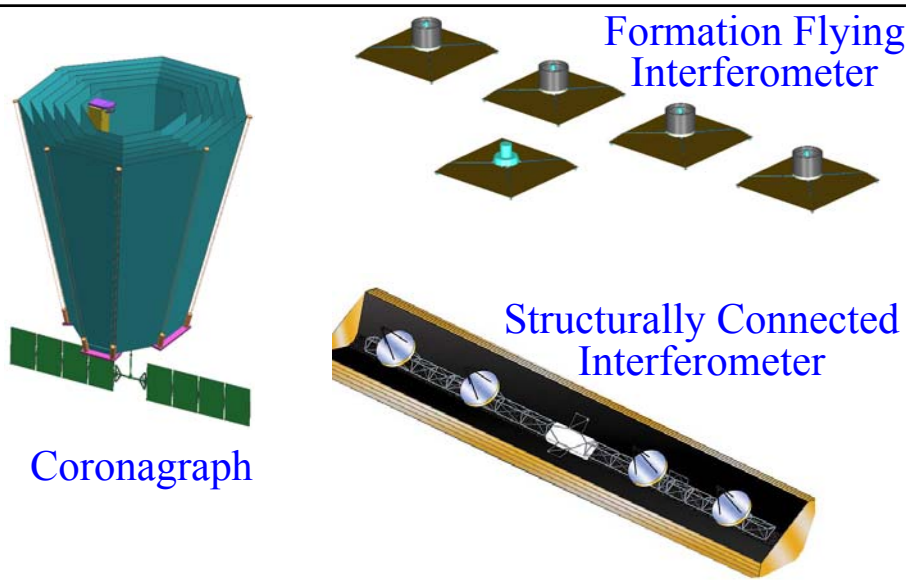 Formation Flying
Interferometer
Structurally Connected
Interferometer
Coronagraph